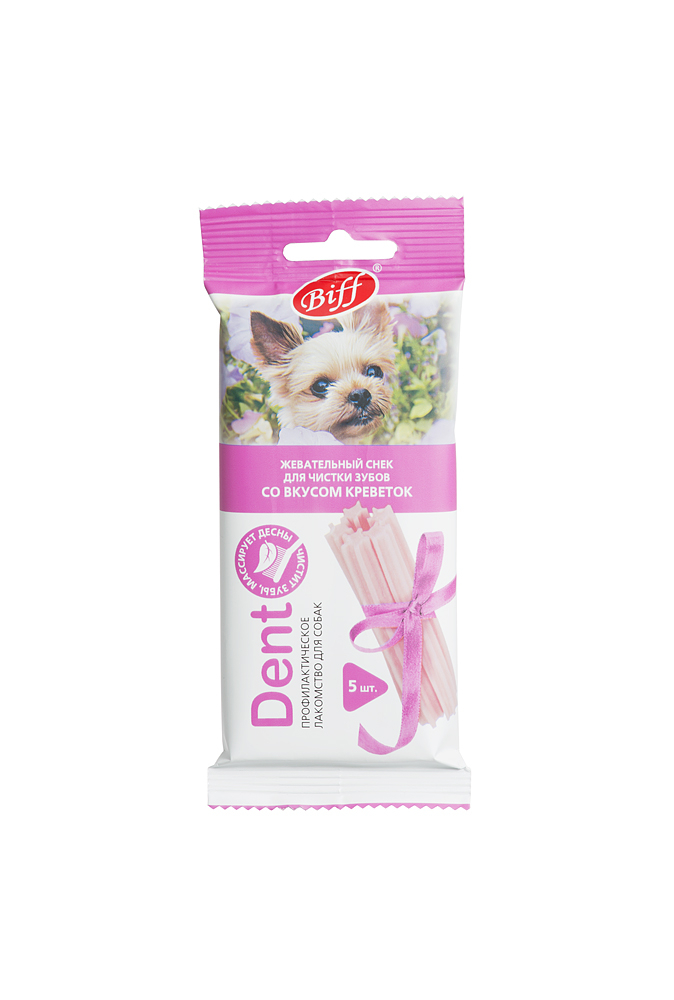 Biff®
ЖЕВАТЕЛЬНЫЙ СНЕК
ДЛЯ ЧИСТКИ ЗУБОВ
СО ВКУСОМ КРЕВЕТОК
ЧИСТИТ ЗУБЫ, МАССИРУЕТ ДЕСНЫ
Dent
ПРОФИЛАКТИЧЕСКОЕ
ЛАКОМСТВО ДЛЯ СОБАК
5 шт.